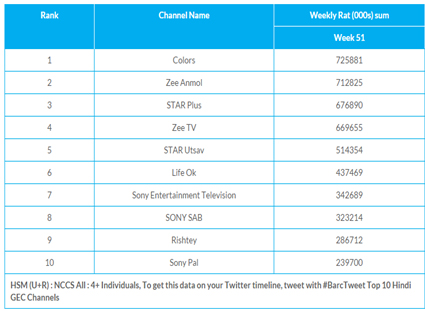 Rank Channel Name Weekly Rat (000s) sum
Week 51
1 Colors 725881
2 Zee Anmol 712825
3 STAR Plus 676890
4 Zee TV 669655
5 STAR Utsav 514354
6 Life Ok 437469
7 Sony Entertainment Television 342689
8 SONY SAB 323214
9 Rishtey 286712
10 Sony Pal 239700
HSM (U+R) : NCCS All : 4+ Individuals, To get this data on your Twitter timeline, tweet with #BarcTweet Top 10 Hindi
GEC Channels